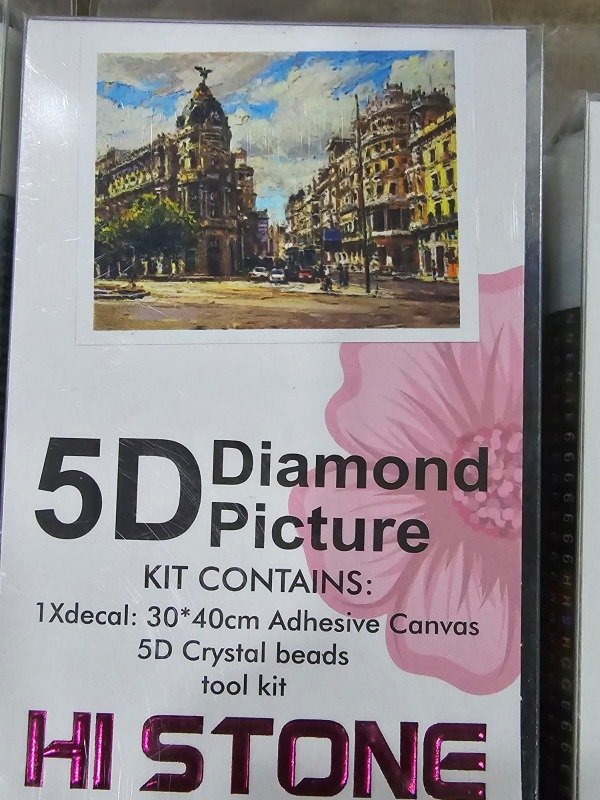 5D Diamond
Picture
KIT CONTAINS:
1Xdecal: 30*40cm Adhesive Canvas
5D Crystal beads
tool kit
HI STONE